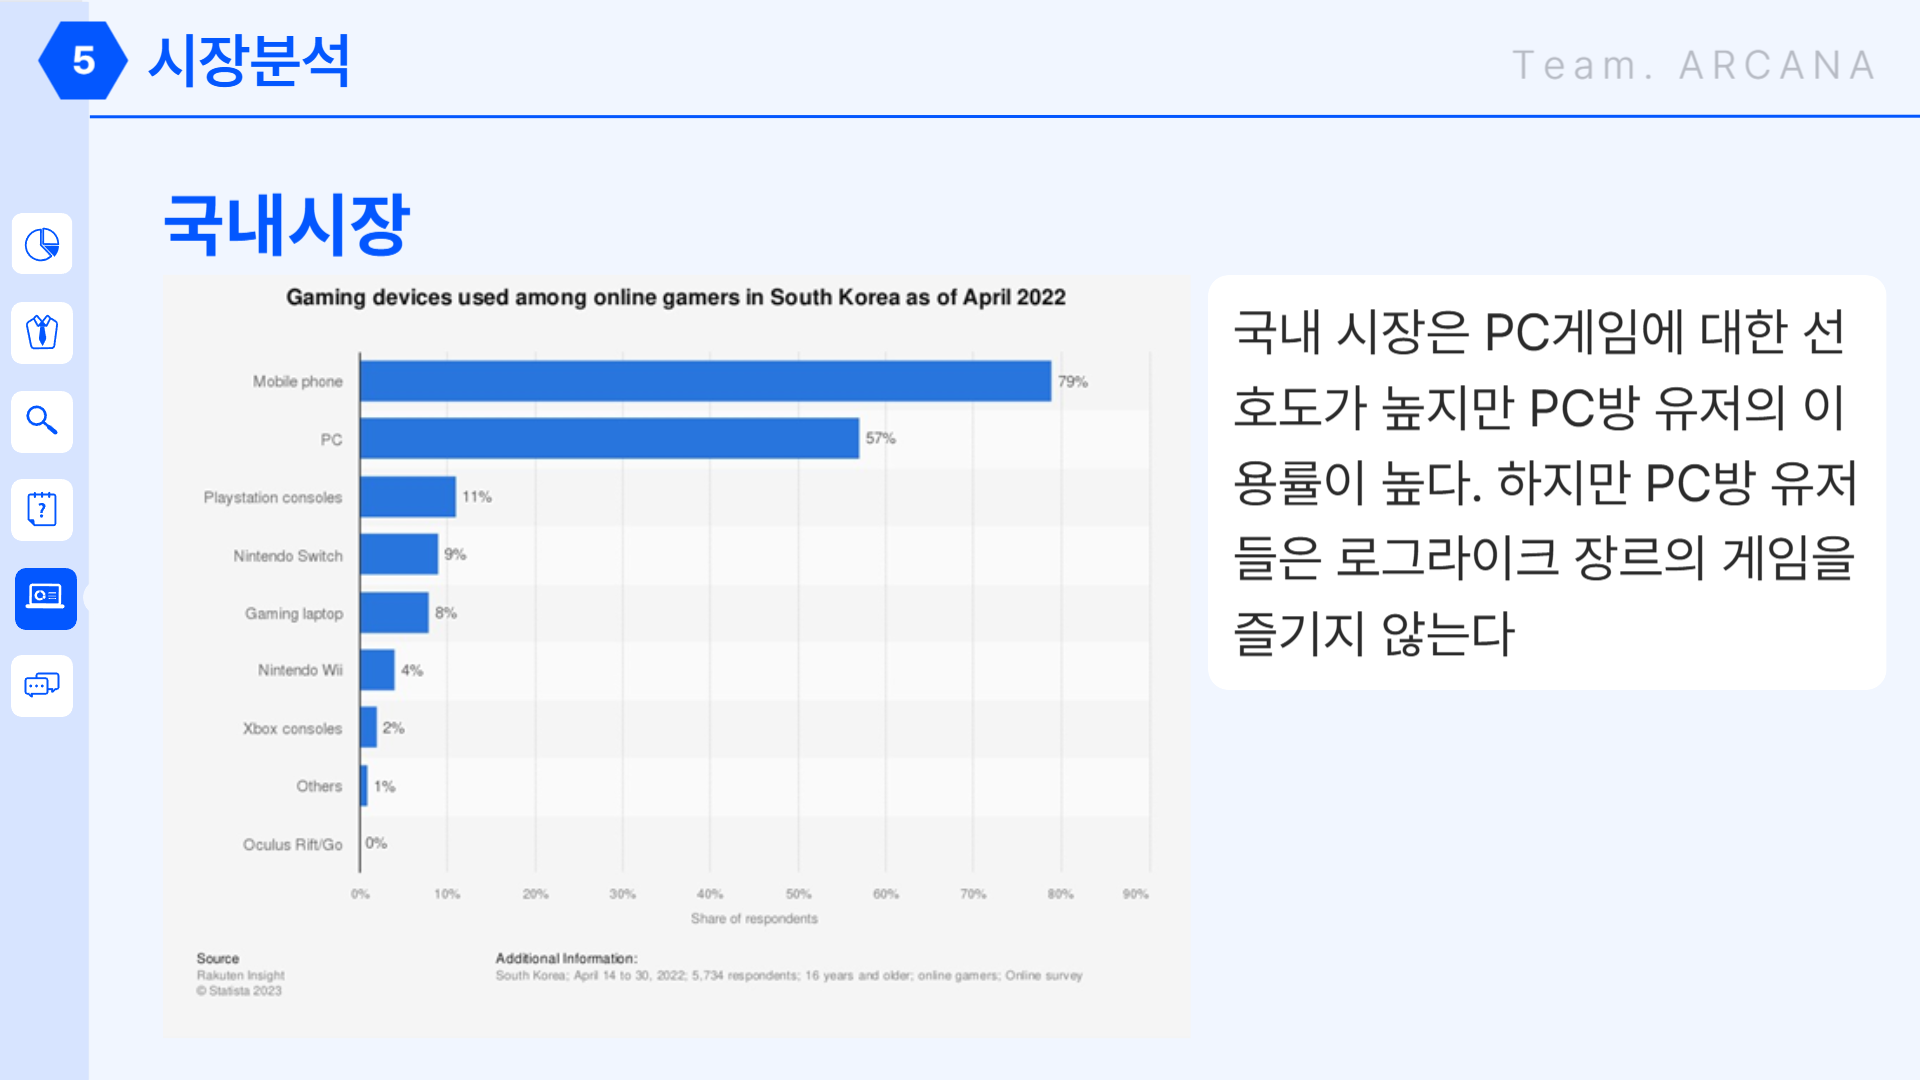 5
시장분석
Team. ARCANA
국내시장
Gaming devices used among online gamers in South Korea as of April 2022
Mobile phone
79%
PC
57%
Playstation consoles
11%
Nintendo Switch
9%
Gaming laptop
8%
Nintendo Wii
4%
Xbox consoles
2%
Others
1%
Oculus Rift/Go
0%
0% 10% 20% 30% 40% 50% 60% 70% 80% 90%
Share of respondents
Source
Rakuten Insight
© Statista 2023
Additional Information:
South Korea; April 14 to 30, 2022; 5,734 respondents; 16 years and older; online gamers; Online survey
국내 시장은 PC게임에 대한 선
호도가 높지만 PC방 유저의 이
용률이 높다. 하지만 PC방 유저
들은 로그라이크 장르의 게임을
즐기지 않는다
?